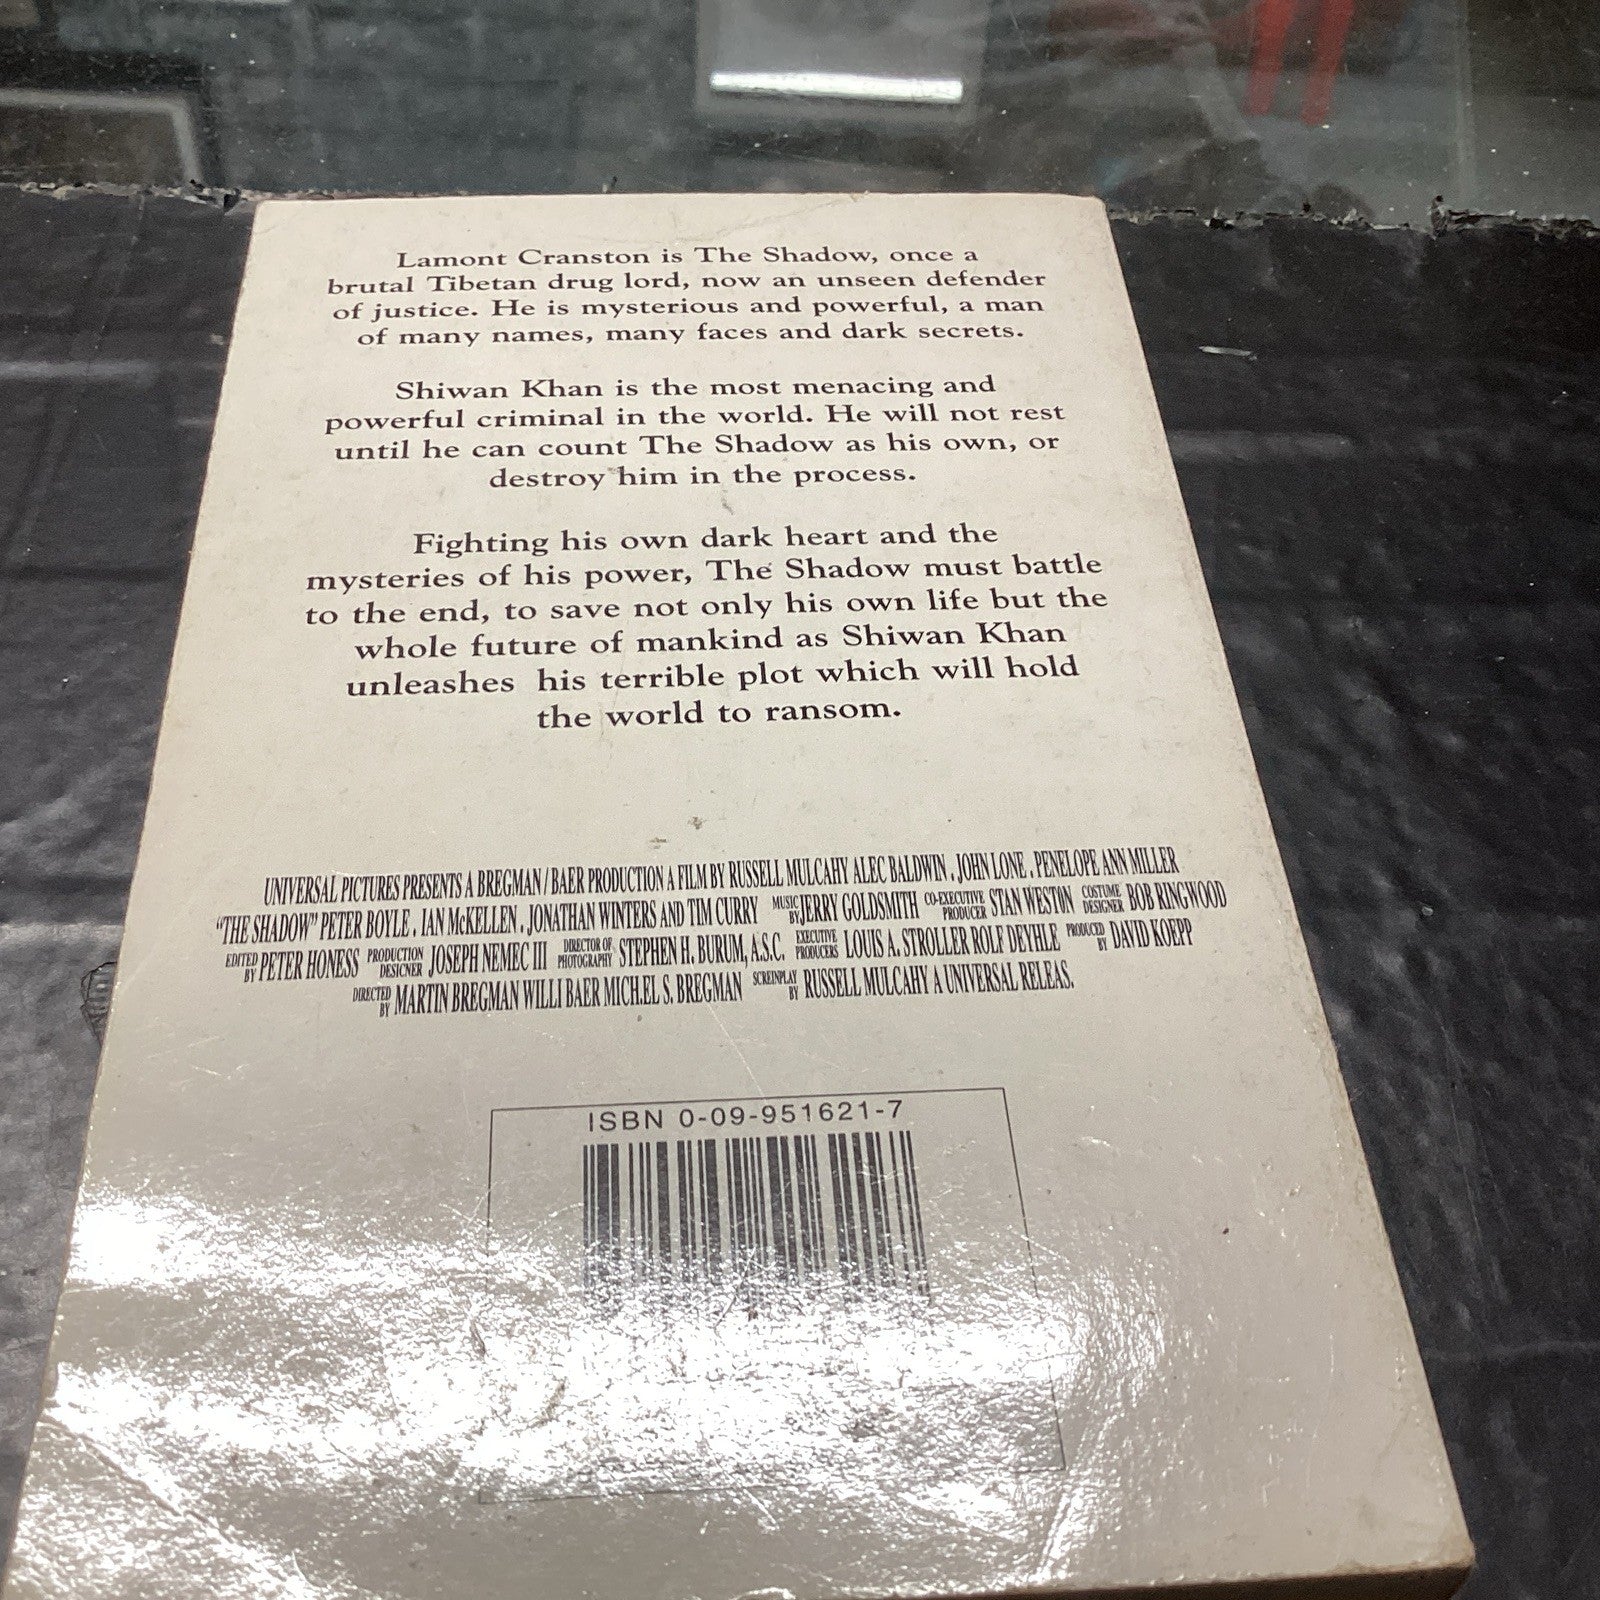 Lamont Cranston is The Shadow, once a
brutal Tibetan drug lord, now an unseen defender
of justice. He is mysterious and powerful, a man
of many names, many faces and dark secrets.
Shiwan Khan is the most menacing and
powerful criminal in the world. He will not rest
until he can count The Shadow as his own, or
destroy him in the process.
Fighting his own dark heart and the
mysteries of his power, The Shadow must battle
to the end, to save not only his own life but the
whole future of mankind as Shiwan Khan
unleashes his terrible plot which will hold
the world to ransom.
UNIVERSAL PICTURES PRESENTS A BREGMAN/BAER PRODUCTION A FILM BY RUSSELL MULCAHY ALEC BALDWIN . JOHN LONE . PENELOPE ANN MILLER
"THE SHADOW" PETER BOYLE . IAN McKELLEN . JONATHAN WINTERS AND TIM CURRY MUSIC BY JERRY GOLDSMITH CO-EXECUTIVE PRODUCER STAN WESTON COSTUME DESIGNER BOB RINGWOOD
EDITED BY PETER HONESS PRODUCTION DESIGNER JOSEPH NEMEC III DIRECTOR OF PHOTOGRAPHY STEPHEN H. BURUM, A.S.C. EXECUTIVE PRODUCERS LOUIS A. STROLLER ROLF DEYHLE PRODUCED BY DAVID KOEPP
DIRECTED BY MARTIN BREGMAN WILLI BAER MICH.EL S. BREGMAN SCREENPLAY BY RUSSELL MULCAHY A UNIVERSAL RELEAS.
ISBN 0-09-951621-7